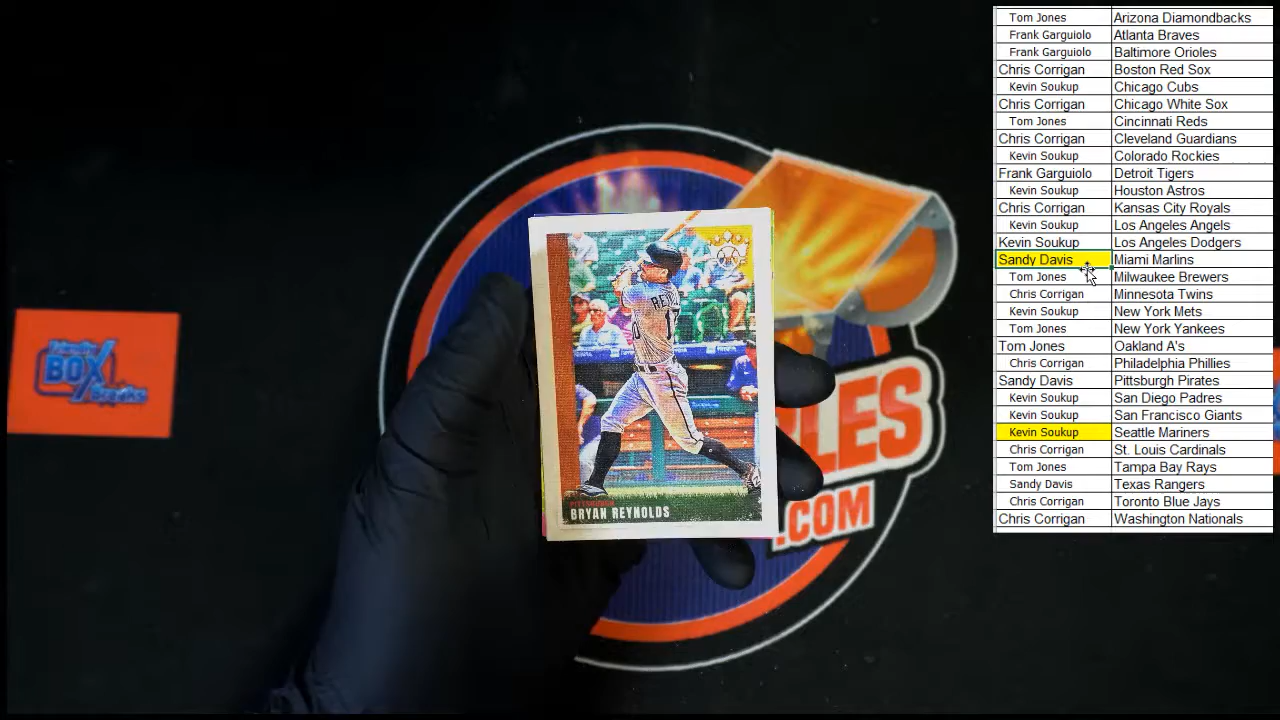 Tom Jones Arizona Diamondbacks
Frank Garguiolo Atlanta Braves
Frank Garguiolo Baltimore Orioles
Chris Corrigan Boston Red Sox
Kevin Soukup Chicago Cubs
Chris Corrigan Chicago White Sox
Tom Jones Cincinnati Reds
Chris Corrigan Cleveland Guardians
Kevin Soukup Colorado Rockies
Frank Garguiolo Detroit Tigers
Kevin Soukup Houston Astros
Chris Corrigan Kansas City Royals
Kevin Soukup Los Angeles Angels
Kevin Soukup Los Angeles Dodgers
Sandy Davis Miami Marlins
Tom Jones Milwaukee Brewers
Chris Corrigan Minnesota Twins
Kevin Soukup New York Mets
Tom Jones New York Yankees
Tom Jones Oakland A's
Chris Corrigan Philadelphia Phillies
Sandy Davis Pittsburgh Pirates
Kevin Soukup San Diego Padres
Kevin Soukup San Francisco Giants
Kevin Soukup Seattle Mariners
Chris Corrigan St. Louis Cardinals
Tom Jones Tampa Bay Rays
Sandy Davis Texas Rangers
Chris Corrigan Toronto Blue Jays
Chris Corrigan Washington Nationals
BOX
Breaks
PITTSBURGH
BRYAN REYNOLDS
.COM